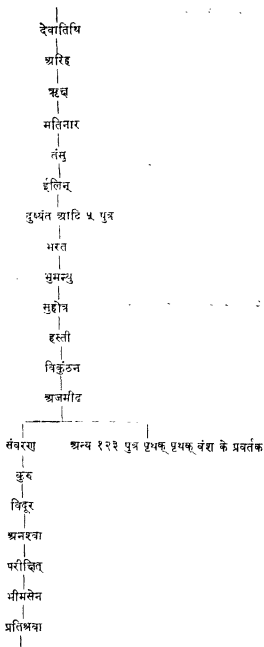 देवातिथि
अरिह
ऋक्ष
मतिनार
तंसु
ईलिन्
दुष्यंत आदि ५ पुत्र
भरत
भुमन्यु
सुहोत्र
हस्ती
विकुंठन
अजमीढ
संवरण अन्य १२३ पुत्र पृथक् पृथक् वंश के प्रवर्तक
कुरु
विदूर
अनश्वा
परीक्षित्
भीमसेन
प्रतिश्रवा